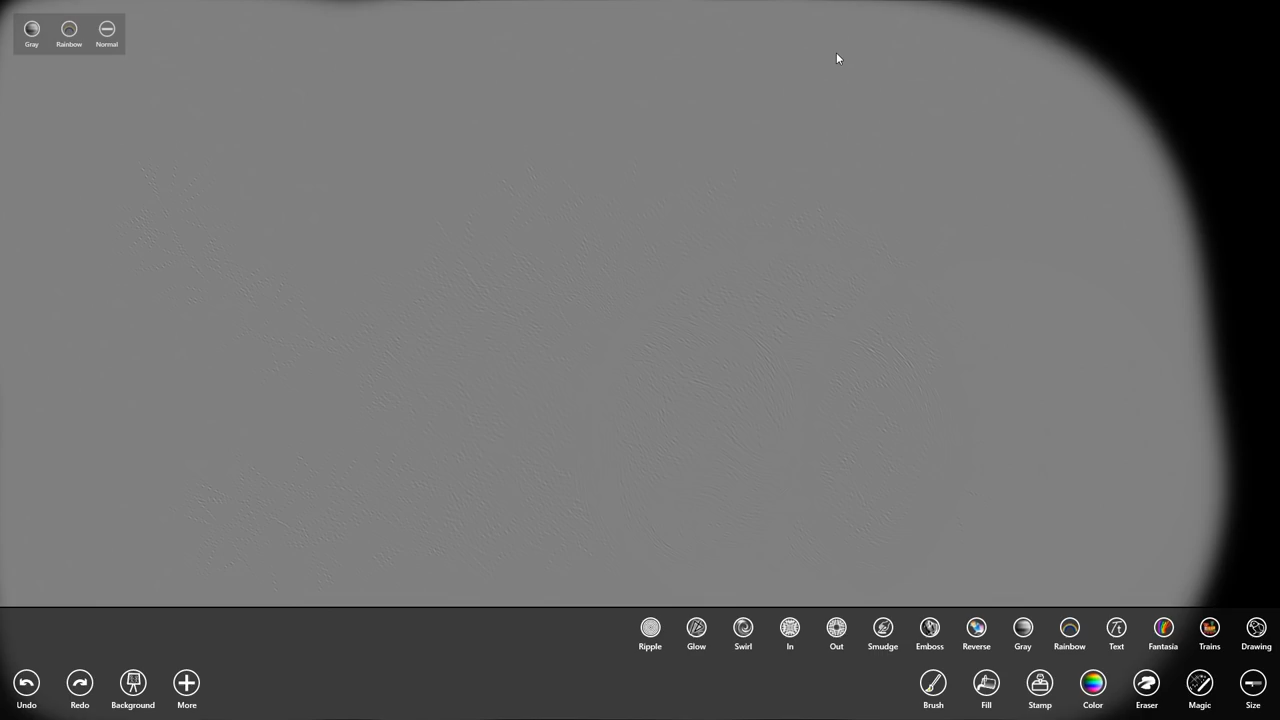 Gray Rainbow Normal
Ripple Glow Swirl In Out Smudge Emboss Reverse Gray Rainbow Text Fantasia Trains Drawing
Undo Redo Background More Brush Fill Stamp Color Eraser Magic Size